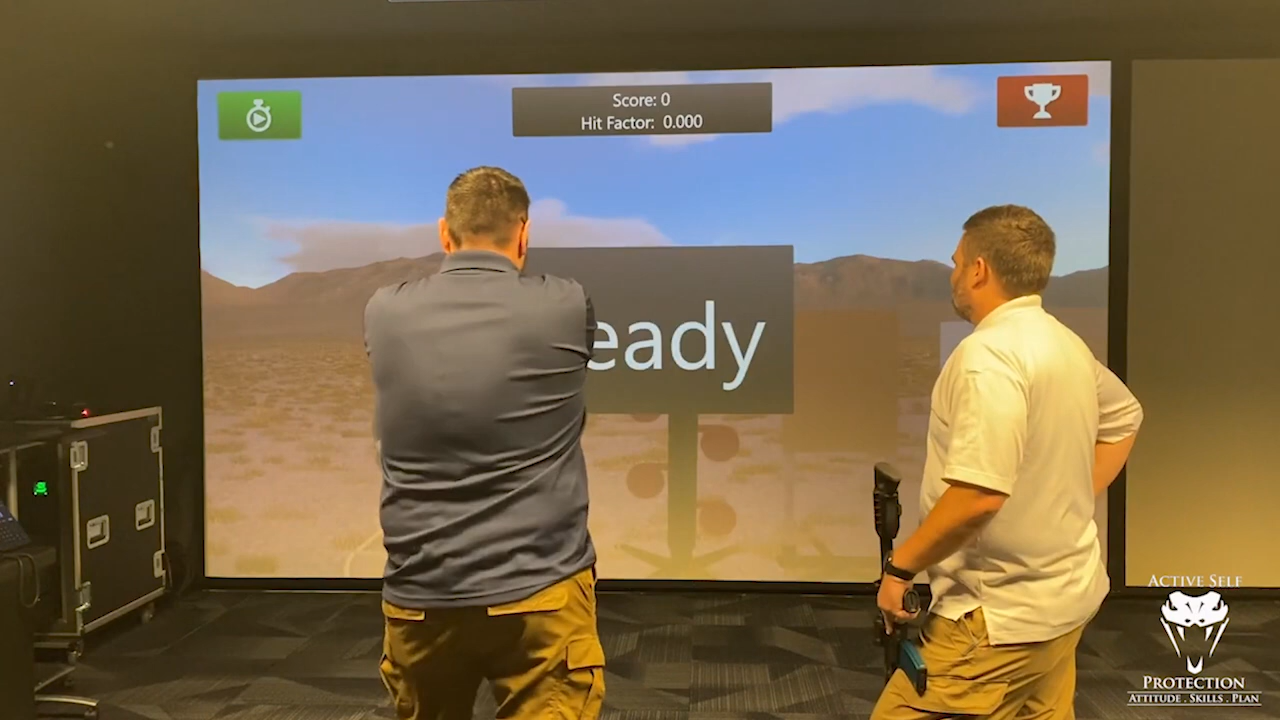 Score: 0
Hit Factor: 0.000
eady
ACTIVE SELF
PROTECTION
ATTITUDE . SKILLS . PLAN